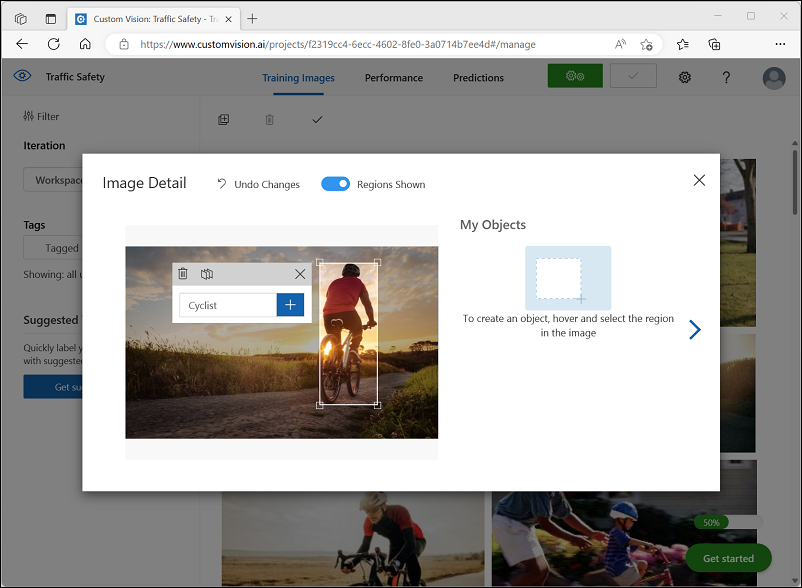 Custom Vision: Traffic Safety - Tr
https://www.customvision.ai/projects/f2319cc4-6ecc-4602-8fe0-3a0714b7ee4d#/manage
Traffic Safety
Training Images
Performance
Predictions
Filter
Iteration
Workspac
Tags
Tagged
Showing: all u
Suggested
Quickly label y
with suggeste
Get su
Image Detail
Undo Changes
Regions Shown
Cyclist
My Objects
To create an object, hover and select the region
in the image
50%
Get started